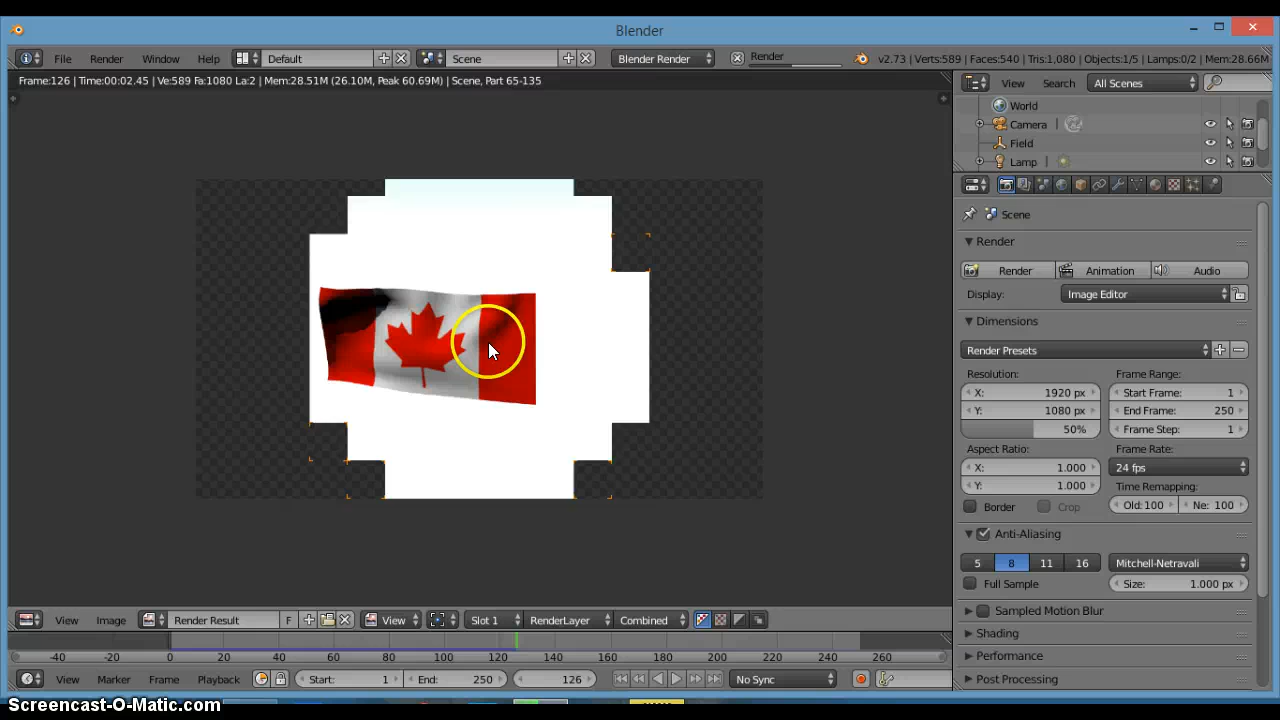 Blender
File Render Window Help Default Scene Blender Render Render v2.73 | Verts:589 | Faces:540 | Tris:1,080 | Objects:1/5 | Lamps:0/2 | Mem:28.66M
Frame:126 | Time:00:02.45 | Ve:589 Fa:1080 La:2 | Mem:28.51M (26.10M, Peak 60.69M) | Scene, Part 65-135
View Search All Scenes
World
Camera
Field
Lamp
Scene
Render
Render Animation Audio
Display: Image Editor
Dimensions
Render Presets
Resolution: Frame Range:
X: 1920 px Start Frame: 1
Y: 1080 px End Frame: 250
50% Frame Step: 1
Aspect Ratio: Frame Rate:
X: 1.000 24 fps
Y: 1.000 Time Remapping:
Border Crop Old: 100 Ne: 100
Anti-Aliasing
5 8 11 16 Mitchell-Netravali
Full Sample Size: 1.000 px
Sampled Motion Blur
Shading
Performance
Post Processing
View Image Render Result F View Slot 1 RenderLayer Combined
-40 -20 0 20 40 60 80 100 120 140 160 180 200 220 240 260
View Marker Frame Playback Start: 1 End: 250 126 No Sync
Screencast-O-Matic.com